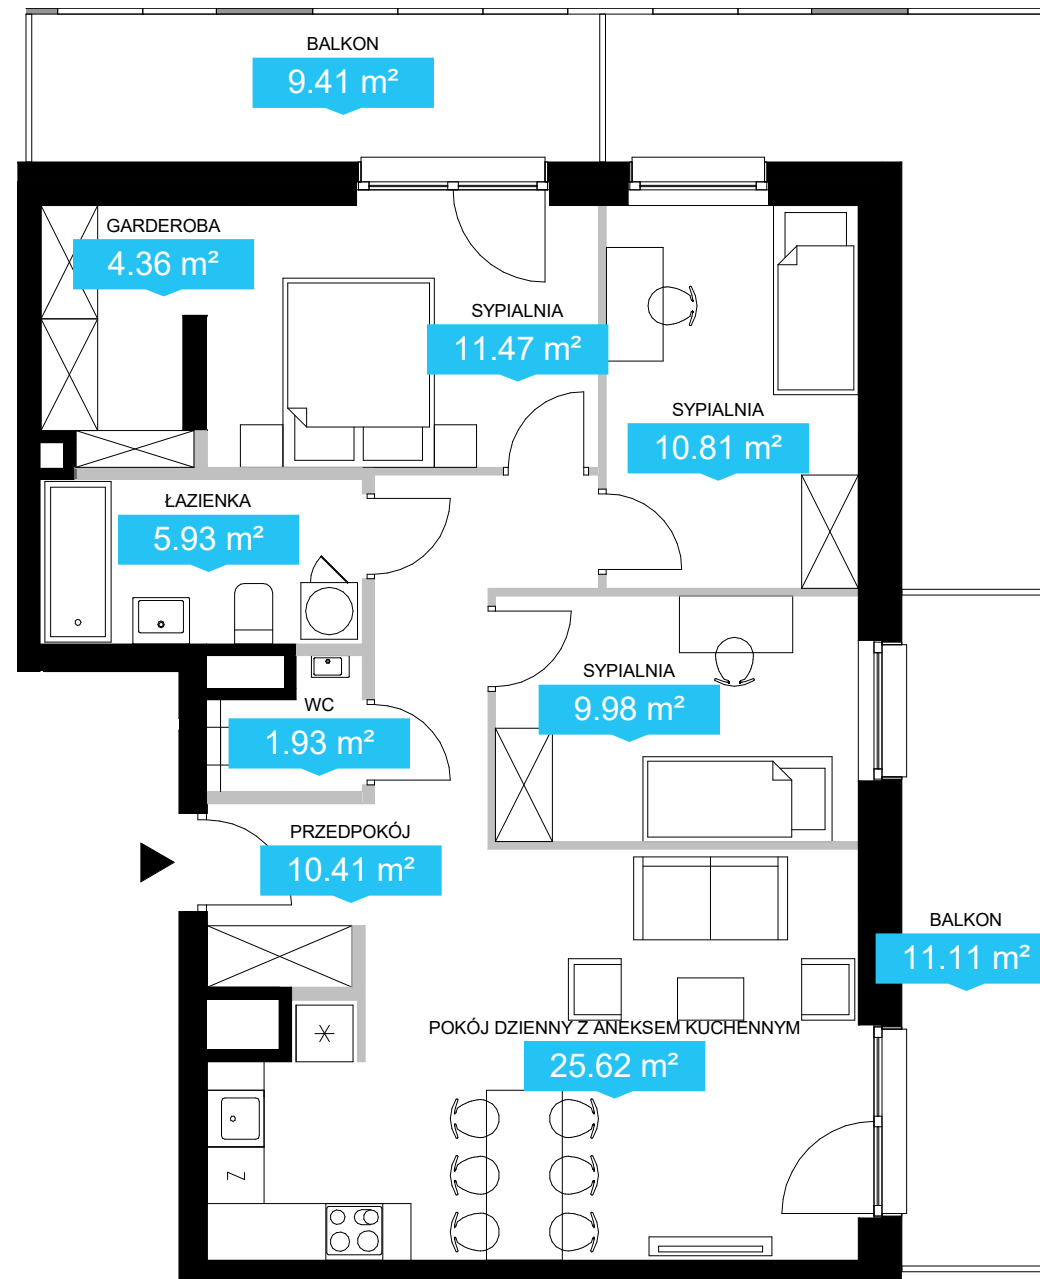 BALKON
9.41 m²
GARDEROBA
4.36 m²
SYPIALNIA
11.47 m²
SYPIALNIA
10.81 m²
ŁAZIENKA
5.93 m²
SYPIALNIA
9.98 m²
WC
1.93 m²
PRZEDPOKÓJ
10.41 m²
BALKON
11.11 m²
POKÓJ DZIENNY Z ANEKSEM KUCHENNYM
25.62 m²
Z